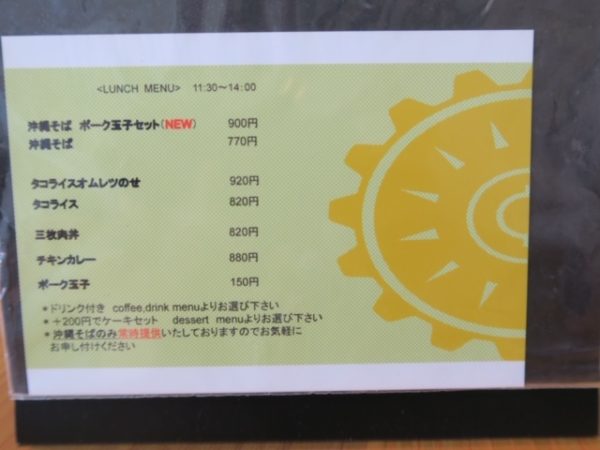 <LUNCH MENU> 11:30～14:00
沖縄そば ポーク玉子セット(NEW) 900円
沖縄そば 770円
タコライスオムレツのせ 920円
タコライス 820円
三枚肉丼 820円
チキンカレー 880円
ポーク玉子 150円
＊ドリンク付き coffee,drink menuよりお選び下さい
＊＋200円でケーキセット dessert menuよりお選び下さい
＊沖縄そばのみ常時提供いたしておりますのでお気軽に
お申し付けください